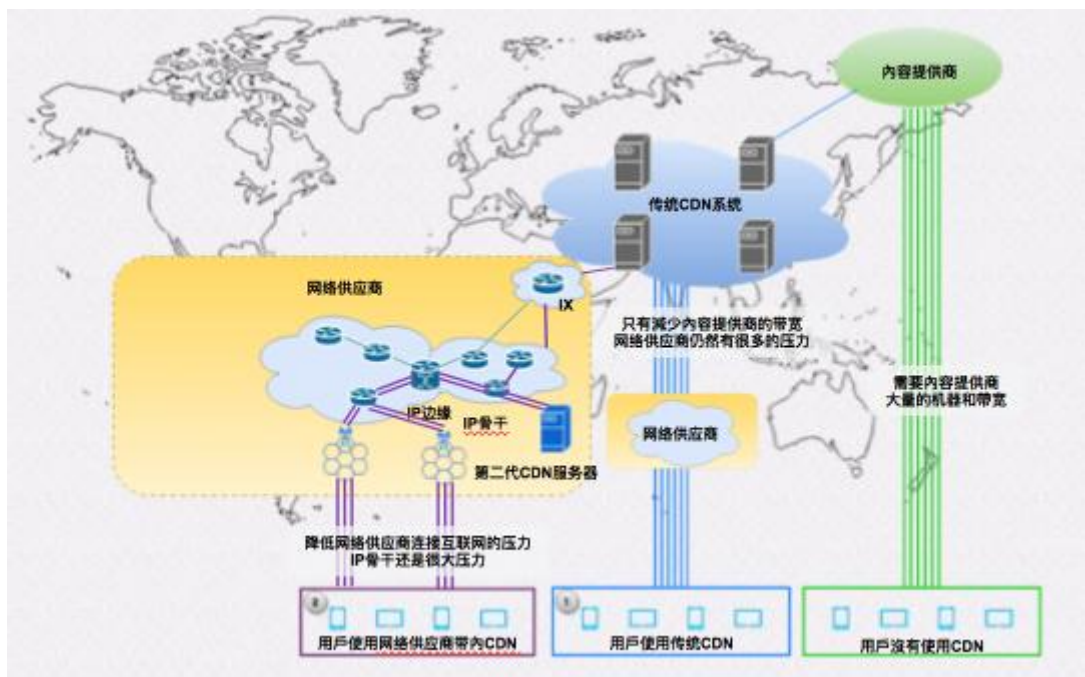 内容提供商
传统CDN系统
网络供应商
IX
只有减少内容提供商的带宽
网络供应商仍然有很多的压力
需要内容提供商
大量的机器和带宽
IP边缘
IP骨干
网络供应商
第二代CDN服务器
降低网络供应商连接互联网的压力
IP骨干还是很大压力
2
用戶使用网络供应商带內CDN
1
用戶使用传统CDN
用戶沒有使用CDN